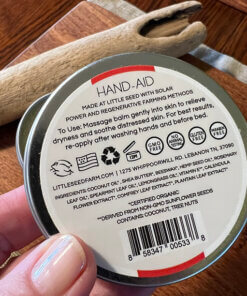 HAND-AID
MADE AT LITTLE SEED WITH SOLAR
POWER AND REGENERATIVE FARMING METHODS
To Use: Massage balm gently into skin to relieve
dryness and soothe distressed skin. For best results,
re-apply after washing hands and before bed.
12M
GMO
LITTLESEEDFARM.COM | 1275 WHIPPOORWILL RD. LEBANON TN, 37090
INGREDIENTS: COCONUT OIL*, SHEA BUTTER*, BEESWAX*, HEMP SEED OIL*, ROSEMARY
LEAF OIL*, SPEARMINT LEAF OIL*, LEMONGRASS OIL*, VITAMIN E**, PLANTAIN LEAF EXTRACT*,
FLOWER EXTRACT*, COMFREY LEAF EXTRACT*
*CERTIFIED ORGANIC
**DERIVED FROM NON-GMO SUNFLOWER SEEDS
CONTAINS: COCONUT, TREE NUTS
8 58347 00533 8